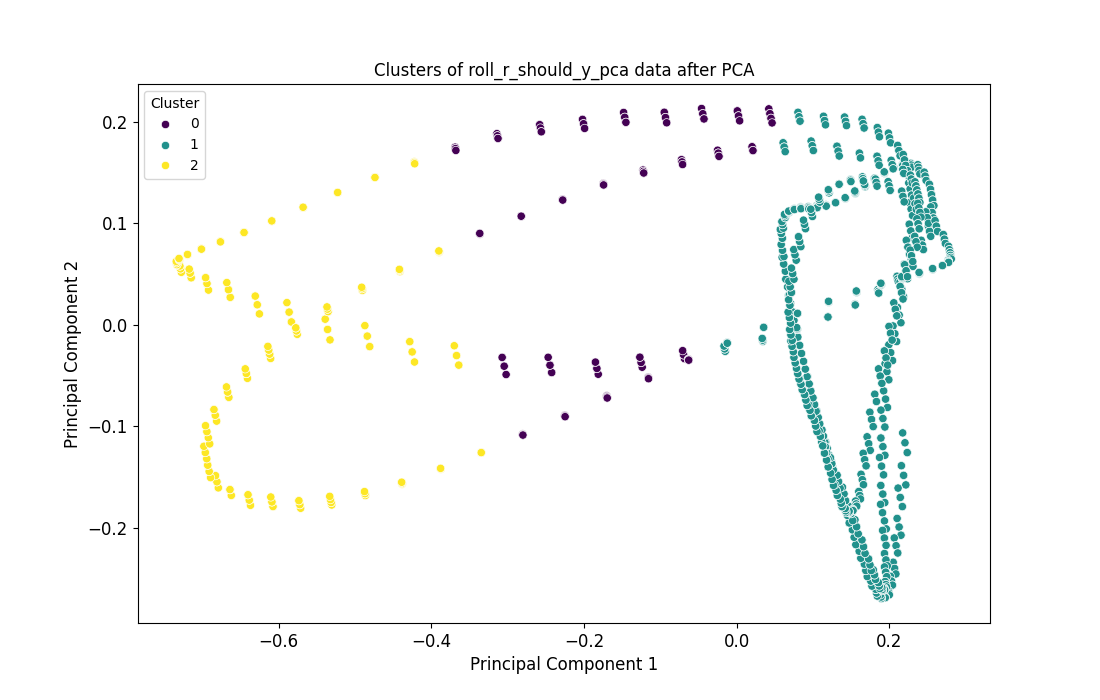 Clusters of roll_r_should_y_pca data after PCA
Cluster
0
1
2
0.2
0.1
0.0
−0.1
−0.2
Principal Component 2
−0.6 −0.4 −0.2 0.0 0.2
Principal Component 1